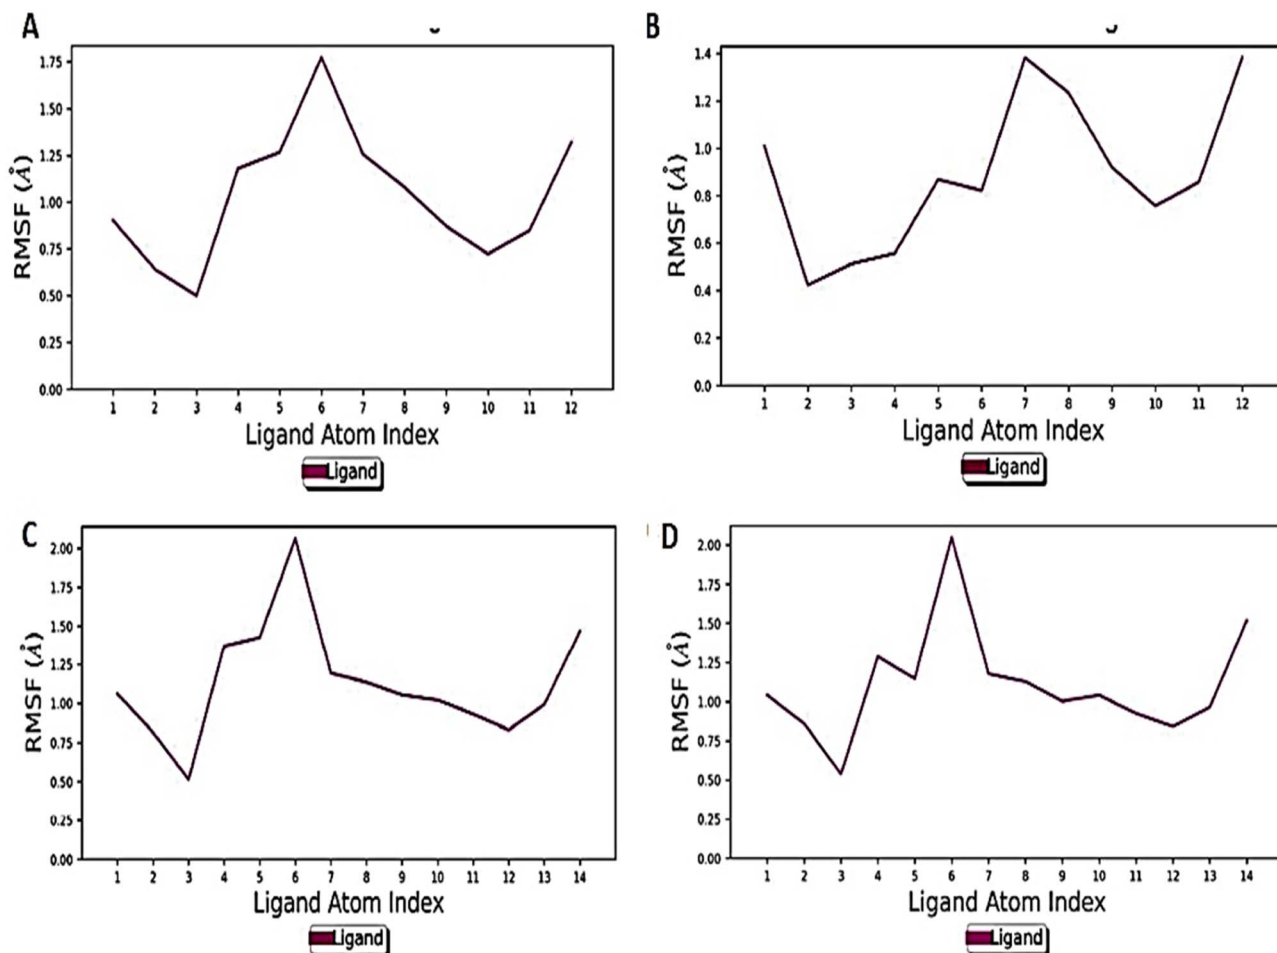 A
RMSF (Å)
1.75
1.50
1.25
1.00
0.75
0.50
0.25
0.00
1 2 3 4 5 6 7 8 9 10 11 12
Ligand Atom Index
Ligand
B
RMSF (Å)
1.4
1.2
1.0
0.8
0.6
0.4
0.2
0.0
1 2 3 4 5 6 7 8 9 10 11 12
Ligand Atom Index
Ligand
C
RMSF (Å)
2.00
1.75
1.50
1.25
1.00
0.75
0.50
0.25
0.00
1 2 3 4 5 6 7 8 9 10 11 12 13 14
Ligand Atom Index
Ligand
D
RMSF (Å)
2.00
1.75
1.50
1.25
1.00
0.75
0.50
0.25
0.00
1 2 3 4 5 6 7 8 9 10 11 12 13 14
Ligand Atom Index
Ligand